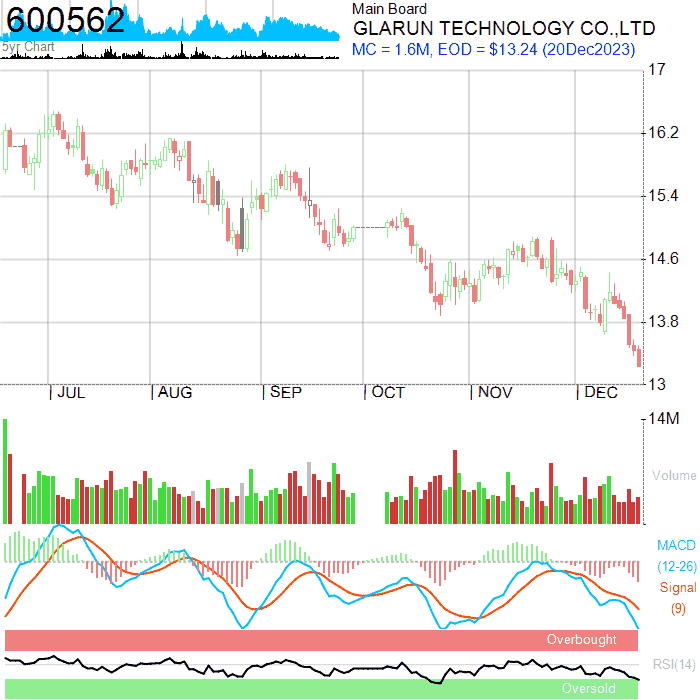 600562
5yr Chart
Main Board
GLARUN TECHNOLOGY CO.,LTD
MC = 1.6M, EOD = $13.24 (20Dec2023)
17
16.2
15.4
14.6
13.8
13
JUL
AUG
SEP
OCT
NOV
DEC
14M
Volume
MACD
(12-26)
Signal
(9)
Overbought
RSI(14)
Oversold